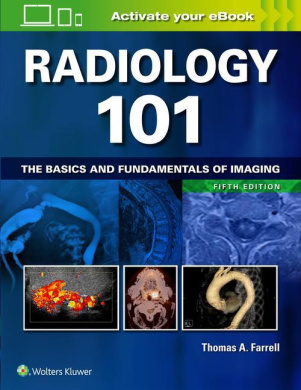 Activate your eBook
RADIOLOGY
101
THE BASICS AND FUNDAMENTALS OF IMAGING
FIFTH EDITION
Thomas A. Farrell
Wolters Kluwer